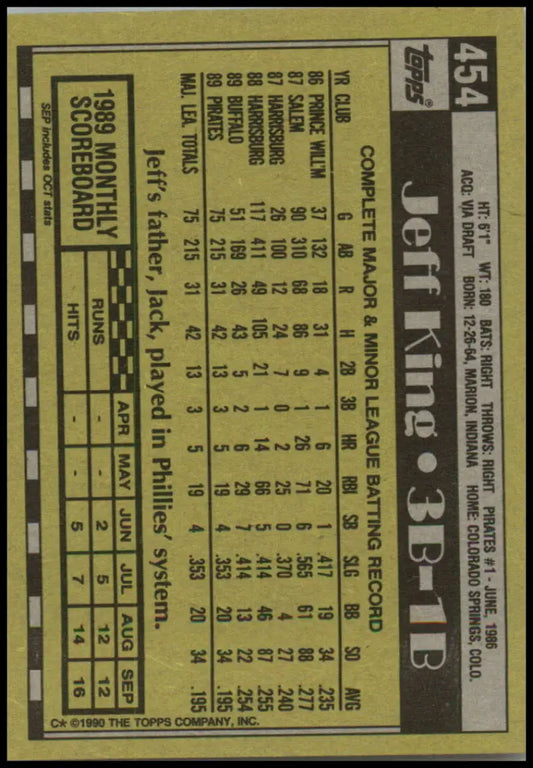 454
topps®
HT: 6'1" WT: 180 BATS: RIGHT THROWS: RIGHT PIRATES #1 - JUNE, 1986
ACQ: VIA DRAFT BORN: 12-26-64, MARION, INDIANA HOME: COLORADO SPRINGS, COLO.
Jeff King • 3B-1B
COMPLETE MAJOR & MINOR LEAGUE BATTING RECORD
YR CLUB G AB R H 2B 3B HR RBI SB SLG BB SO AVG
86 PRINCE WILL'M 37 132 18 31 4 1 6 20 1 .417 19 34 .235
87 SALEM 90 310 68 86 9 1 26 71 6 .565 61 88 .277
87 HARRISBURG 26 100 12 24 7 0 2 25 0 .370 4 27 .240
88 HARRISBURG 117 411 49 105 21 1 14 66 5 .414 46 87 .255
89 BUFFALO 51 169 26 43 5 2 6 29 7 .414 13 22 .254
89 PIRATES 75 215 31 42 13 3 5 19 4 .353 20 34 .195
MAJ. LEA. TOTALS 75 215 31 42 13 3 5 19 4 .353 20 34 .195
Jeff's father, Jack, played in Phillies' system.
1989 MONTHLY
SCOREBOARD
APR MAY JUN JUL AUG SEP
RUNS - - 2 5 12 12
HITS - - 5 7 14 16
SEP includes OCT stats
C* ©1990 THE TOPPS COMPANY, INC.